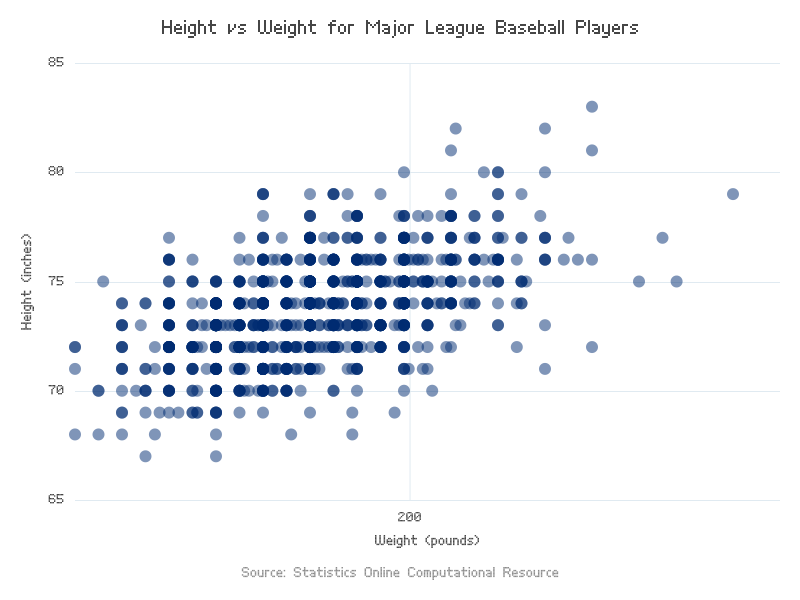 Height vs Weight for Major League Baseball Players
85
80
75
70
65
Height (inches)
200
Weight (pounds)
Source: Statistics Online Computational Resource